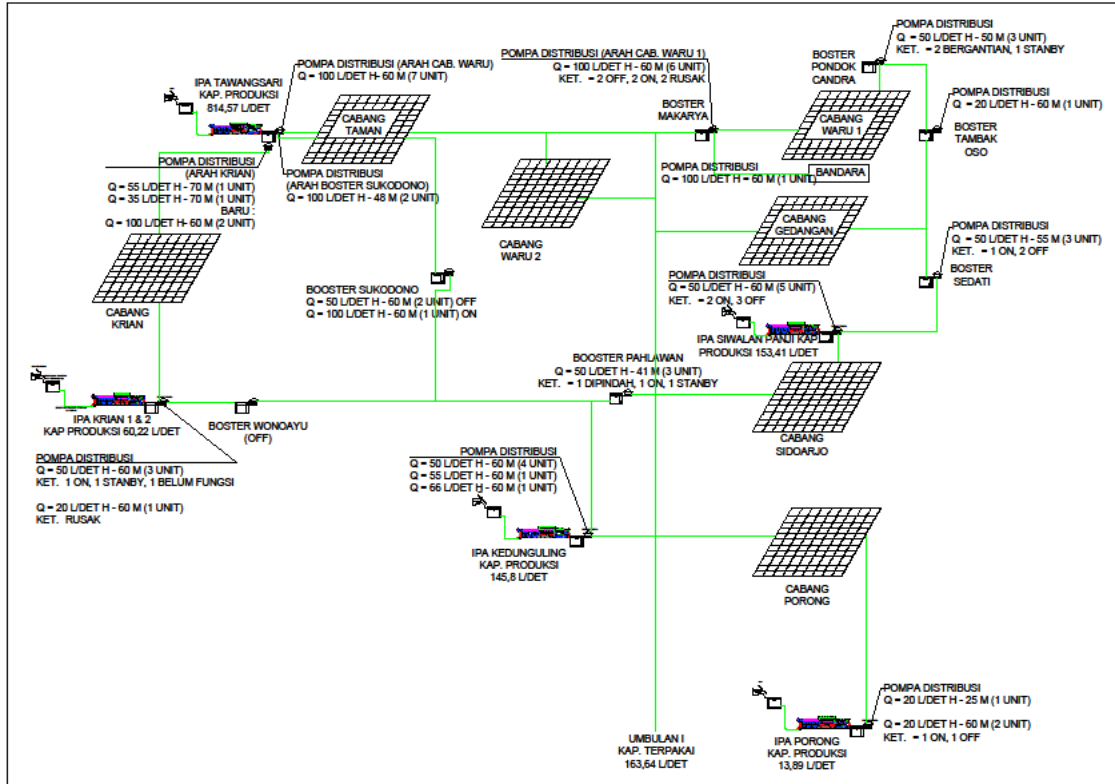 POMPA DISTRIBUSI
Q = 50 L/DET H - 50 M (3 UNIT)
KET. = 2 BERGANTIAN, 1 STANBY
BOSTER
PONDOK
CANDRA
POMPA DISTRIBUSI (ARAH CAB. WARU 1)
Q = 100 L/DET H - 60 M (6 UNIT)
KET. = 2 OFF, 2 ON, 2 RUSAK
POMPA DISTRIBUSI (ARAH CAB. WARU)
Q = 100 L/DET H- 60 M (7 UNIT)
IPA TAWANGSARI
KAP. PRODUKSI
814,57 L/DET
POMPA DISTRIBUSI
Q = 20 L/DET H - 60 M (1 UNIT)
BOSTER
TAMBAK
OSO
BOSTER
MAKARYA
CABANG
TAMAN
CABANG
WARU 1
POMPA DISTRIBUSI
(ARAH KRIAN)
Q = 55 L/DET H - 70 M (1 UNIT)
Q = 35 L/DET H - 70 M (1 UNIT)
BARU :
Q = 100 L/DET H- 60 M (2 UNIT)
POMPA DISTRIBUSI
(ARAH BOSTER SUKODONO)
Q = 100 L/DET H - 48 M (2 UNIT)
POMPA DISTRIBUSI
Q = 100 L/DET H = 60 M (1 UNIT)
BANDARA
CABANG
WARU 2
CABANG
GEDANGAN
POMPA DISTRIBUSI
Q = 50 L/DET H - 55 M (3 UNIT)
KET. = 1 ON, 2 OFF
BOSTER
SEDATI
CABANG
KRIAN
BOOSTER SUKODONO
Q = 50 L/DET H - 60 M (2 UNIT) OFF
Q = 100 L/DET H - 60 M (1 UNIT) ON
POMPA DISTRIBUSI
Q = 50 L/DET H - 60 M (5 UNIT)
KET. = 2 ON, 3 OFF
IPA SIWALAN PANJI KAP.
PRODUKSI 153,41 L/DET
BOOSTER PAHLAWAN
Q = 50 L/DET H - 41 M (3 UNIT)
KET. = 1 DIPINDAH, 1 ON, 1 STANBY
IPA KRIAN 1 & 2
KAP PRODUKSI 60,22 L/DET
BOSTER WONOAYU
(OFF)
CABANG
SIDOARJO
POMPA DISTRIBUSI
Q = 50 L/DET H - 60 M (3 UNIT)
KET. 1 ON, 1 STANBY, 1 BELUM FUNGSI
Q = 20 L/DET H - 60 M (1 UNIT)
KET. RUSAK
POMPA DISTRIBUSI
Q = 50 L/DET H - 60 M (4 UNIT)
Q = 55 L/DET H - 60 M (1 UNIT)
Q = 66 L/DET H - 60 M (1 UNIT)
IPA KEDUNGULING
KAP. PRODUKSI
145,8 L/DET
CABANG
PORONG
UMBULAN I
KAP. TERPAKAI
163,64 L/DET
IPA PORONG
KAP. PRODUKSI
13,89 L/DET
POMPA DISTRIBUSI
Q = 20 L/DET H - 25 M (1 UNIT)
Q = 20 L/DET H - 60 M (2 UNIT)
KET. = 1 ON, 1 OFF